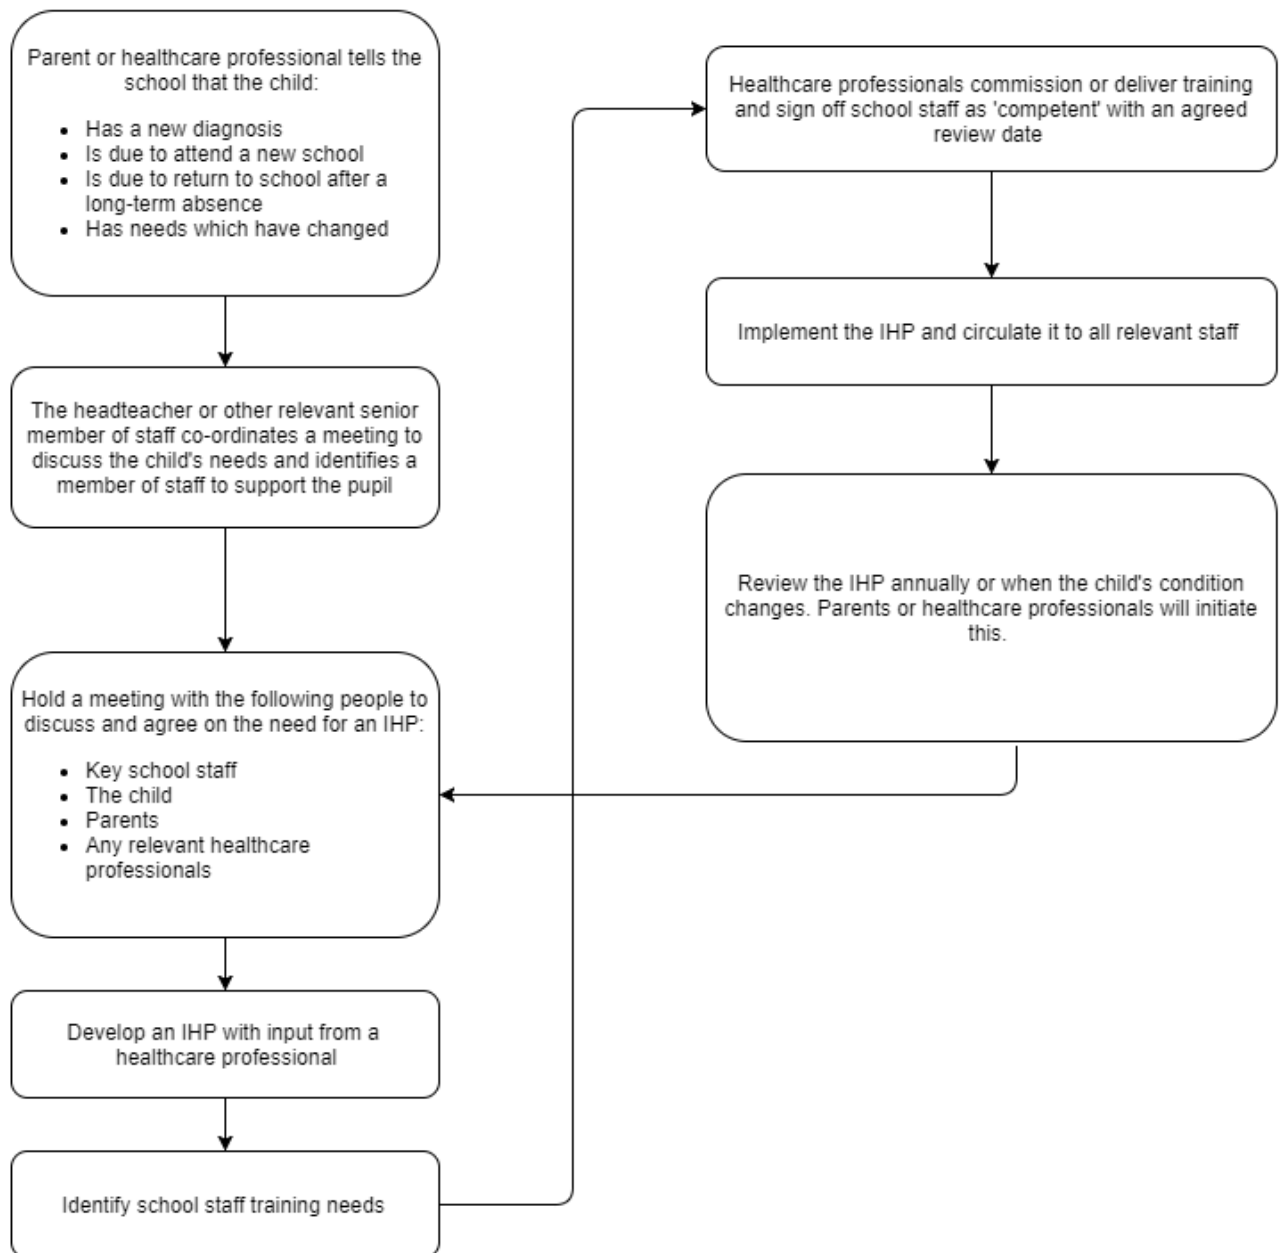 Parent or healthcare professional tells the
school that the child:
• Has a new diagnosis
• Is due to attend a new school
• Is due to return to school after a
long-term absence
• Has needs which have changed
The headteacher or other relevant senior
member of staff co-ordinates a meeting to
discuss the child's needs and identifies a
member of staff to support the pupil
Hold a meeting with the following people to
discuss and agree on the need for an IHP:
• Key school staff
• The child
• Parents
• Any relevant healthcare
professionals
Develop an IHP with input from a
healthcare professional
Identify school staff training needs
Healthcare professionals commission or deliver training
and sign off school staff as 'competent' with an agreed
review date
Implement the IHP and circulate it to all relevant staff
Review the IHP annually or when the child's condition
changes. Parents or healthcare professionals will initiate
this.